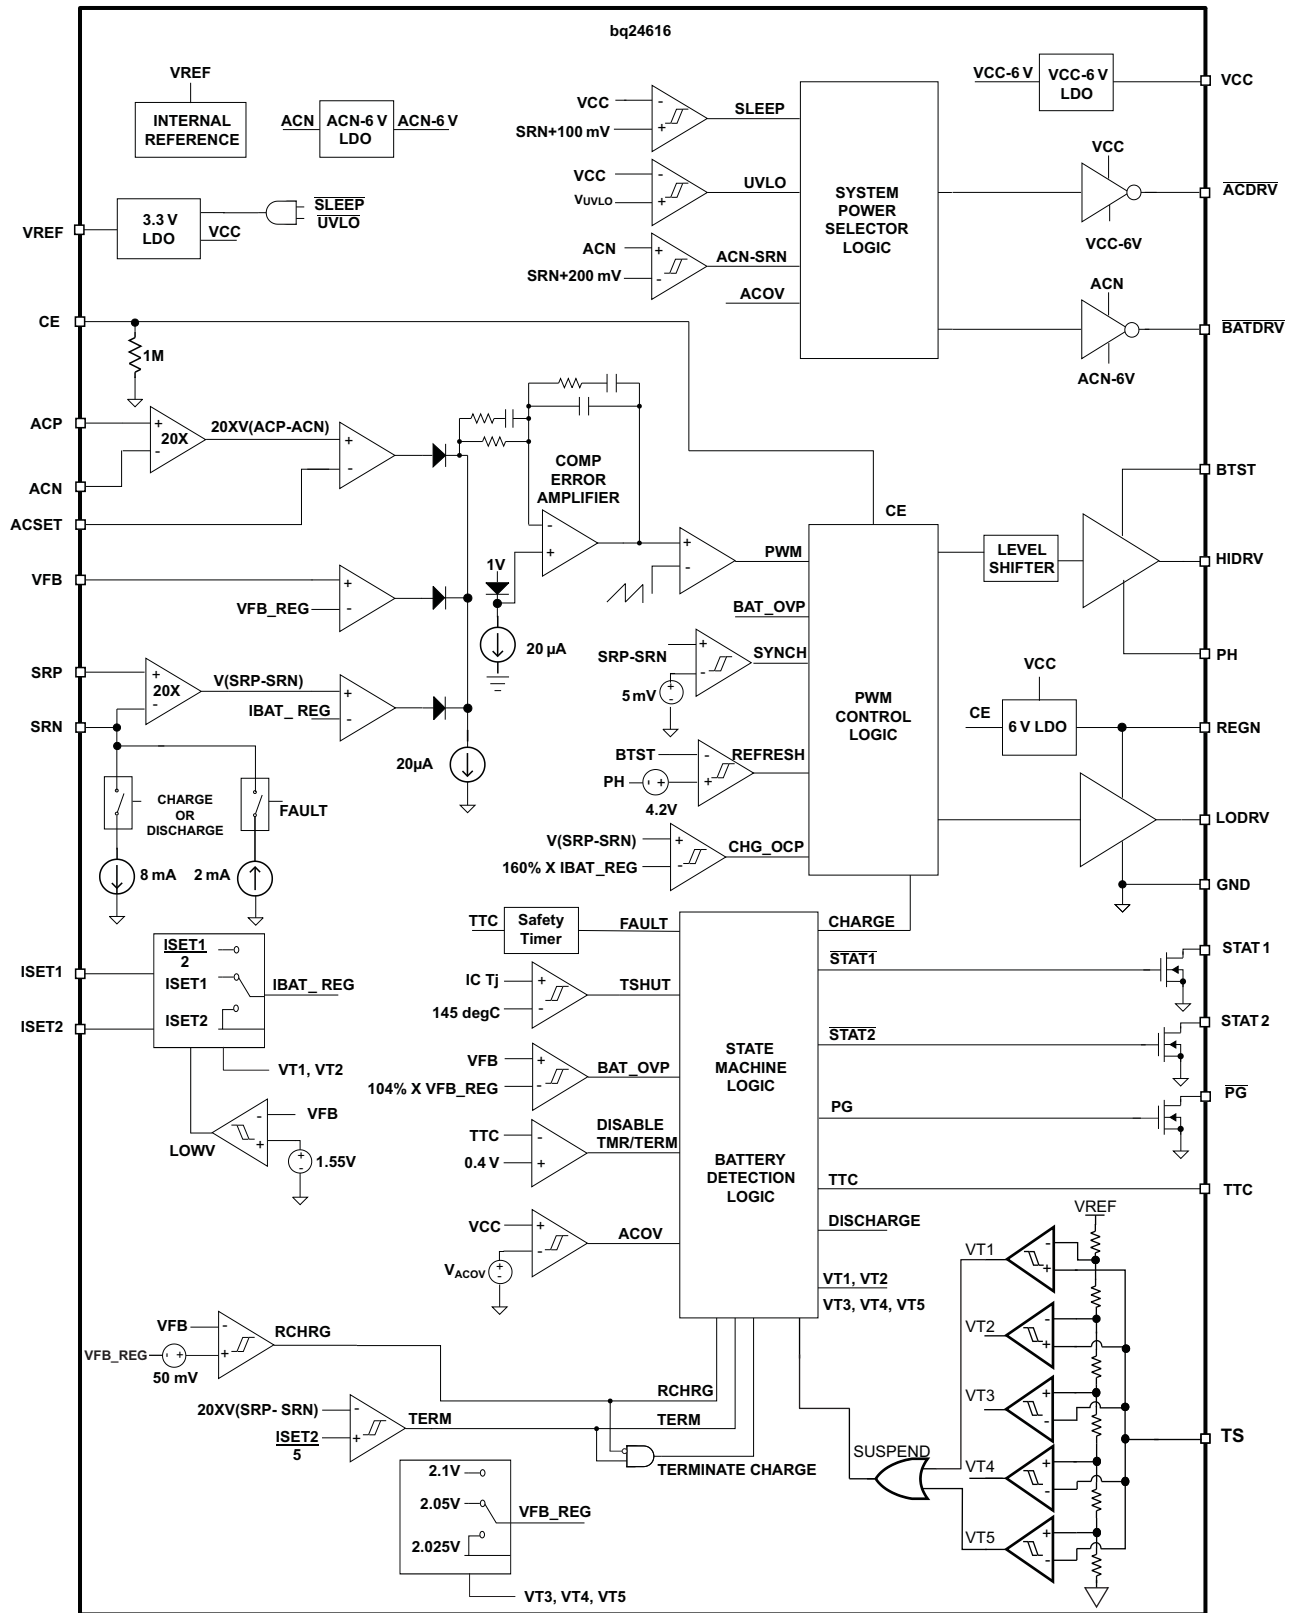 bq24616
VREF
INTERNAL
REFERENCE
ACN
ACN-6 V
LDO
ACN-6 V
VCC
SRN+100 mV
SLEEP
VCC
VUVLO
UVLO
ACN
SRN+200 mV
ACN-SRN
ACOV
SYSTEM
POWER
SELECTOR
LOGIC
VCC-6 V
VCC-6 V
LDO
VCC
VCC
ACDRV
VCC-6V
ACN
BATDRV
ACN-6V
VREF
3.3 V
LDO
VCC
SLEEP
UVLO
CE
1M
ACP
20X
+
-
20XV(ACP-ACN)
ACN
ACSET
COMP
ERROR
AMPLIFIER
VFB
VFB_REG
1V
20 µA
PWM
CE
LEVEL
SHIFTER
BTST
HIDRV
PH
BAT_OVP
SRP-SRN
SYNCH
5 mV
PWM
CONTROL
LOGIC
SRP
20X
V(SRP-SRN)
IBAT_ REG
SRN
20µA
BTST
REFRESH
PH
4.2V
VCC
CE
6 V LDO
REGN
LODRV
GND
CHARGE
OR
DISCHARGE
FAULT
8 mA
2 mA
V(SRP-SRN)
160% X IBAT_REG
CHG_OCP
TTC
Safety
Timer
FAULT
CHARGE
ISET1
ISET2
ISET1
2
ISET1
ISET2
IBAT_ REG
VT1, VT2
LOWV
VFB
1.55V
IC Tj
145 degC
TSHUT
VFB
104% X VFB_REG
BAT_OVP
TTC
0.4 V
DISABLE
TMR/TERM
VCC
VACOV
ACOV
STATE
MACHINE
LOGIC
BATTERY
DETECTION
LOGIC
STAT1
STAT 1
STAT2
STAT 2
PG
PG
TTC
TTC
DISCHARGE
VT1, VT2
VT3, VT4, VT5
VREF
VT1
VT2
VT3
VT4
VT5
SUSPEND
TS
VFB
VFB_REG
50 mV
RCHRG
RCHRG
20XV(SRP- SRN)
ISET2
5
TERM
TERM
TERMINATE CHARGE
2.1V
2.05V
2.025V
VFB_REG
VT3, VT4, VT5